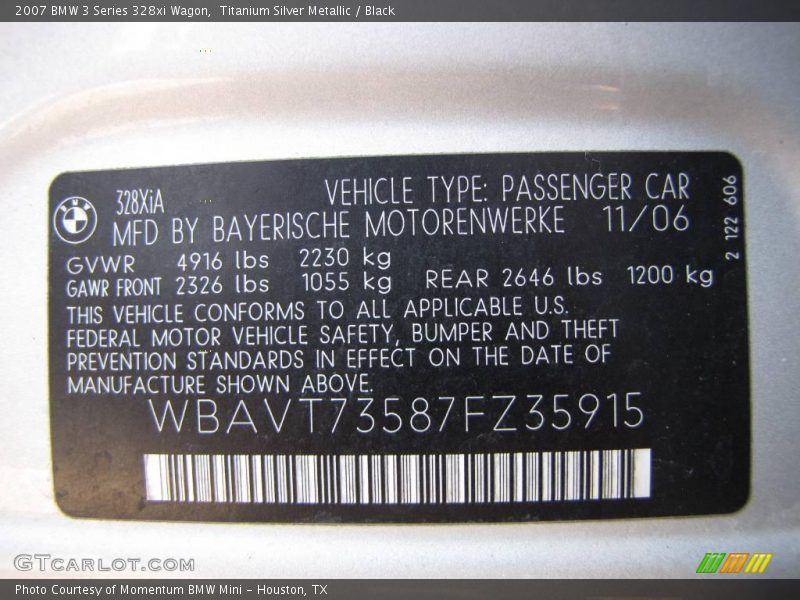 2007 BMW 3 Series 328xi Wagon,  Titanium Silver Metallic / Black
BMW
328XiA
VEHICLE TYPE: PASSENGER CAR
MFD BY BAYERISCHE MOTORENWERKE 11/06
GVWR 4916 lbs 2230 kg
GAWR FRONT 2326 lbs 1055 kg REAR 2646 lbs 1200 kg
THIS VEHICLE CONFORMS TO ALL APPLICABLE U.S.
FEDERAL MOTOR VEHICLE SAFETY, BUMPER AND THEFT
PREVENTION STANDARDS IN EFFECT ON THE DATE OF
MANUFACTURE SHOWN ABOVE.
WBAVT73587FZ35915
2 122 606
GTCARLOT.COM
Photo Courtesy of Momentum BMW Mini - Houston, TX